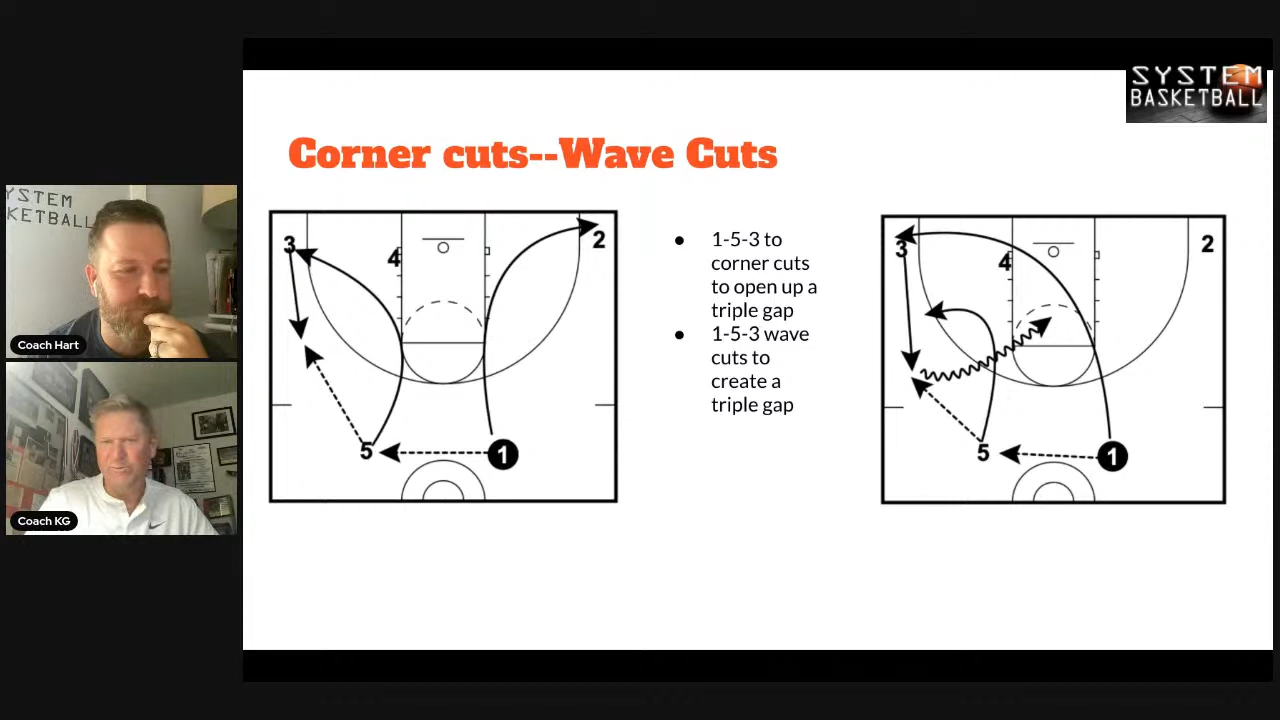 SYSTEM
BASKETBALL
Corner cuts--Wave Cuts
3
4
2
5
1
1-5-3 to
corner cuts
to open up a
triple gap
1-5-3 wave
cuts to
create a
triple gap
3
4
2
5
1
YSTEM
KETBALL
Coach Hart
Coach KG